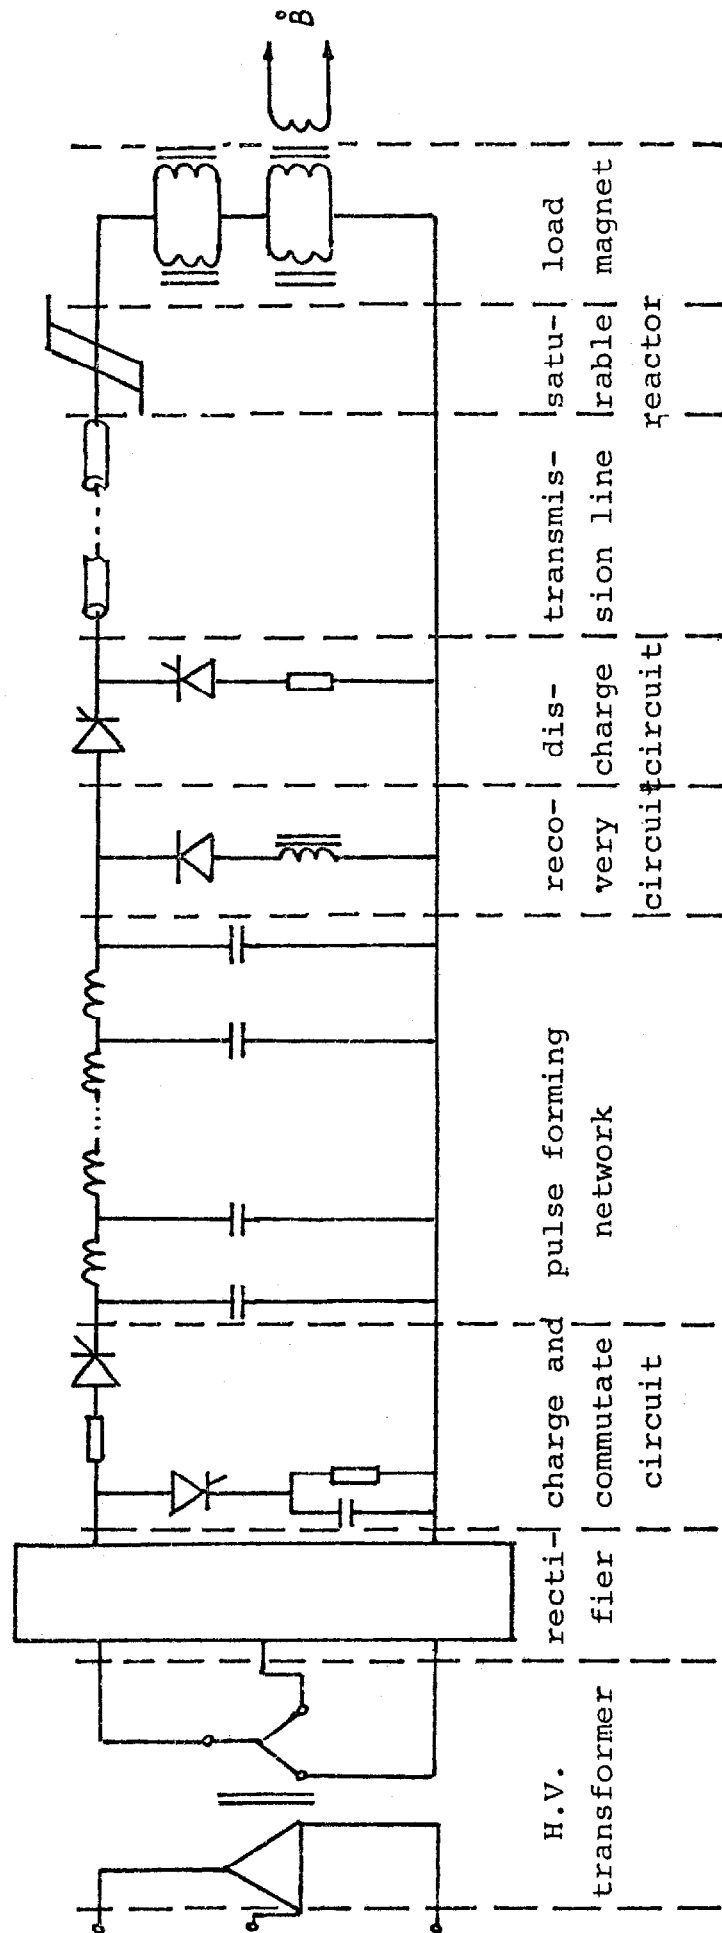 H.V.
transformer
recti-
fier
charge and
commutate
circuit
pulse forming
network
reco-
very
circuit
dis-
charge
circuit
transmis-
sion line
satu-
rable
reactor
load
magnet
Ḃ